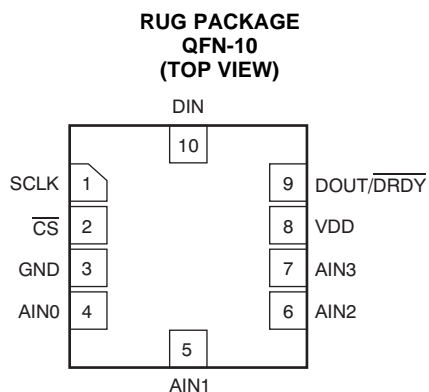 RUG PACKAGE
QFN-10
(TOP VIEW)
DIN
10
SCLK 1 9 DOUT/DRDY
CS 2 8 VDD
GND 3 7 AIN3
AIN0 4 6 AIN2
5
AIN1